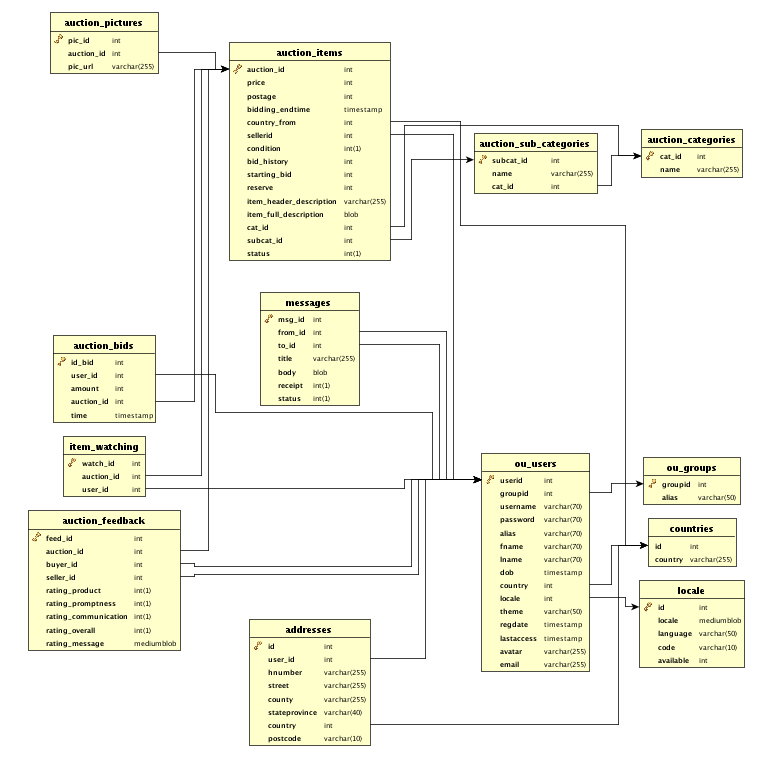 auction_pictures
pic_id int
auction_id int
pic_url varchar(255)
auction_items
auction_id int
price int
postage int
bidding_endtime timestamp
country_from int
sellerid int
condition int(1)
bid_history int
starting_bid int
reserve int
item_header_description varchar(255)
item_full_description blob
cat_id int
subcat_id int
status int(1)
auction_sub_categories
subcat_id int
name varchar(255)
cat_id int
auction_categories
cat_id int
name varchar(255)
messages
msg_id int
from_id int
to_id int
title varchar(255)
body blob
receipt int(1)
status int(1)
auction_bids
id_bid int
user_id int
amount int
auction_id int
time timestamp
item_watching
watch_id int
auction_id int
user_id int
auction_feedback
feed_id int
auction_id int
buyer_id int
seller_id int
rating_product int(1)
rating_promptness int(1)
rating_communication int(1)
rating_overall int(1)
rating_message mediumblob
ou_users
userid int
groupid int
username varchar(70)
password varchar(70)
alias varchar(70)
fname varchar(70)
lname varchar(70)
dob timestamp
country int
locale int
theme varchar(50)
regdate timestamp
lastaccess timestamp
avatar varchar(255)
email varchar(255)
ou_groups
groupid int
alias varchar(50)
countries
id int
country varchar(255)
locale
id int
locale mediumblob
language varchar(50)
code varchar(10)
available int
addresses
id int
user_id int
hnumber varchar(255)
street varchar(255)
county varchar(255)
stateprovince varchar(40)
country int
postcode varchar(10)